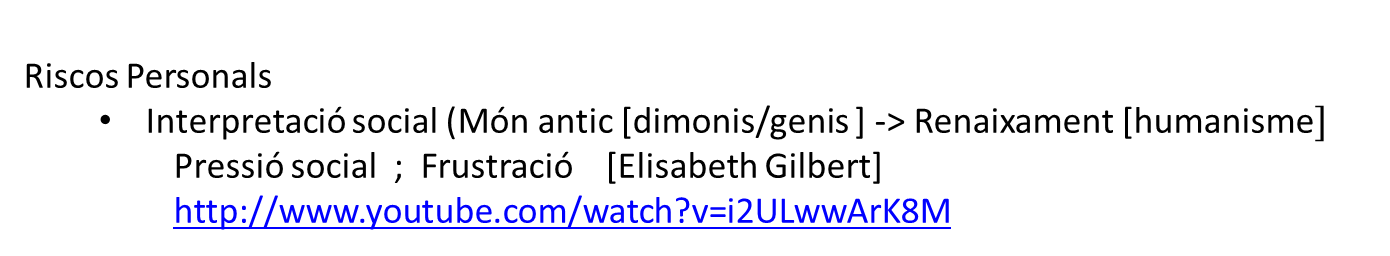 Riscos Personals
• Interpretació social (Món antic [dimonis/genis ] -> Renaixament [humanisme]
Pressió social ; Frustració [Elisabeth Gilbert]
http://www.youtube.com/watch?v=i2ULwwArK8M